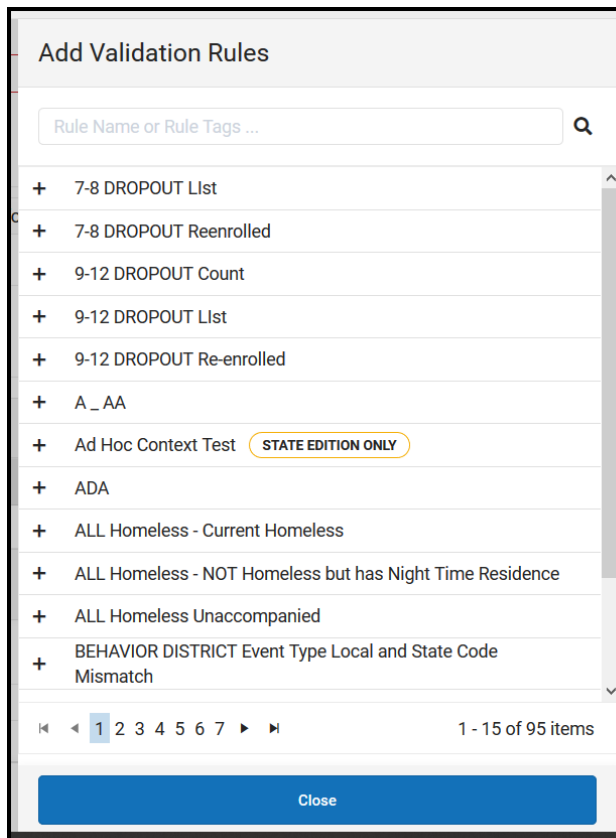 Add Validation Rules
Rule Name or Rule Tags ...
7-8 DROPOUT LIst
7-8 DROPOUT Reenrolled
9-12 DROPOUT Count
9-12 DROPOUT LIst
9-12 DROPOUT Re-enrolled
A _ AA
Ad Hoc Context Test STATE EDITION ONLY
ADA
ALL Homeless - Current Homeless
ALL Homeless - NOT Homeless but has Night Time Residence
ALL Homeless Unaccompanied
BEHAVIOR DISTRICT Event Type Local and State Code
Mismatch
1 2 3 4 5 6 7 1 - 15 of 95 items
Close